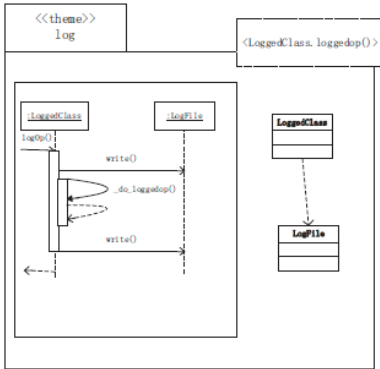 <<theme>>
log
<LoggedClass.loggedop()>
:LoggedClass
:LogFile
logOp()
write()
_do_loggedop()
write()
LoggedClass
LogFile